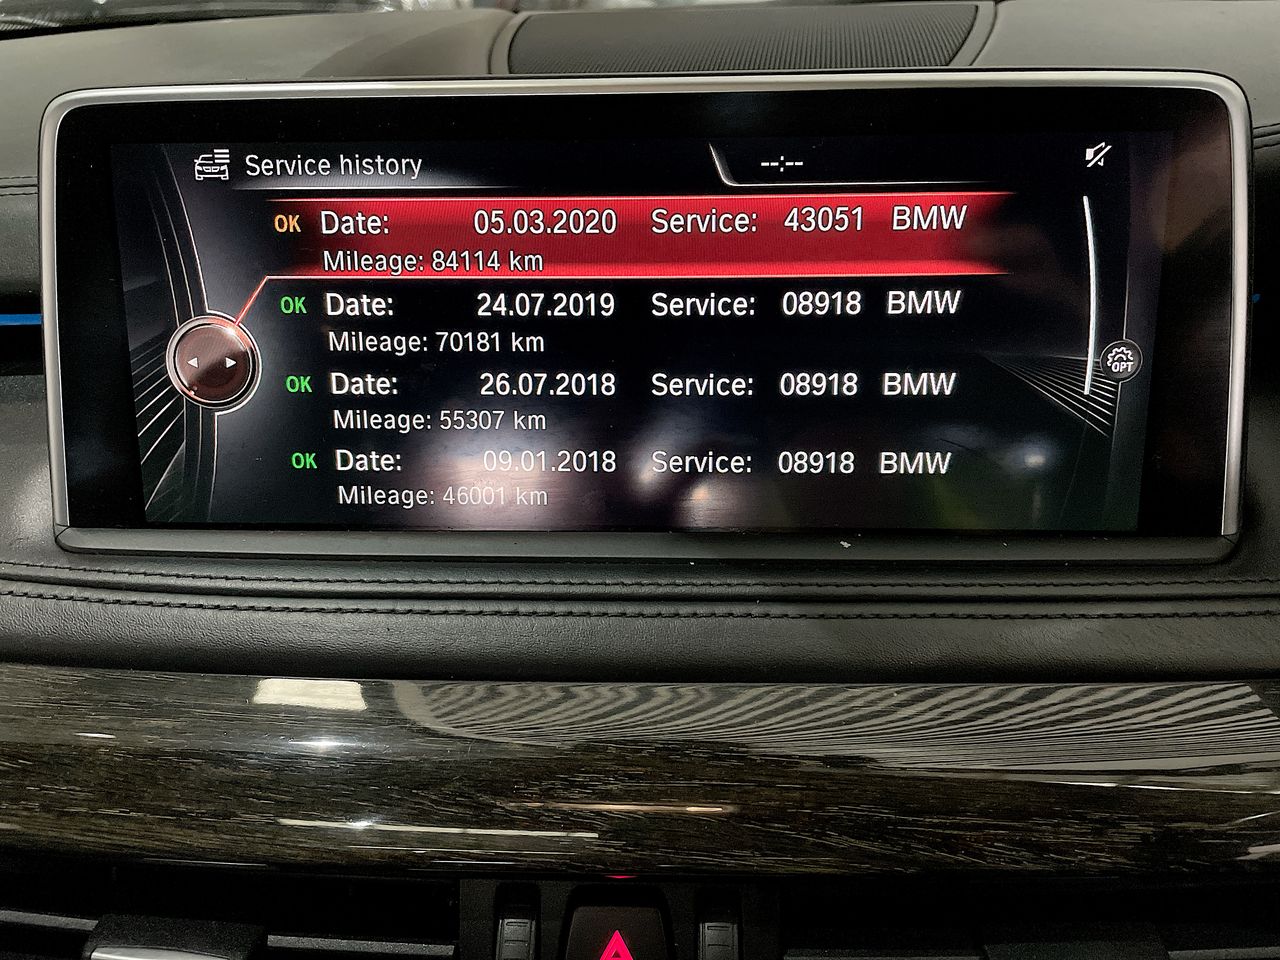 Service history --:--
OK Date: 05.03.2020 Service: 43051 BMW
Mileage: 84114 km
OK Date: 24.07.2019 Service: 08918 BMW
Mileage: 70181 km
OK Date: 26.07.2018 Service: 08918 BMW
Mileage: 55307 km
OK Date: 09.01.2018 Service: 08918 BMW
Mileage: 46001 km
OPT